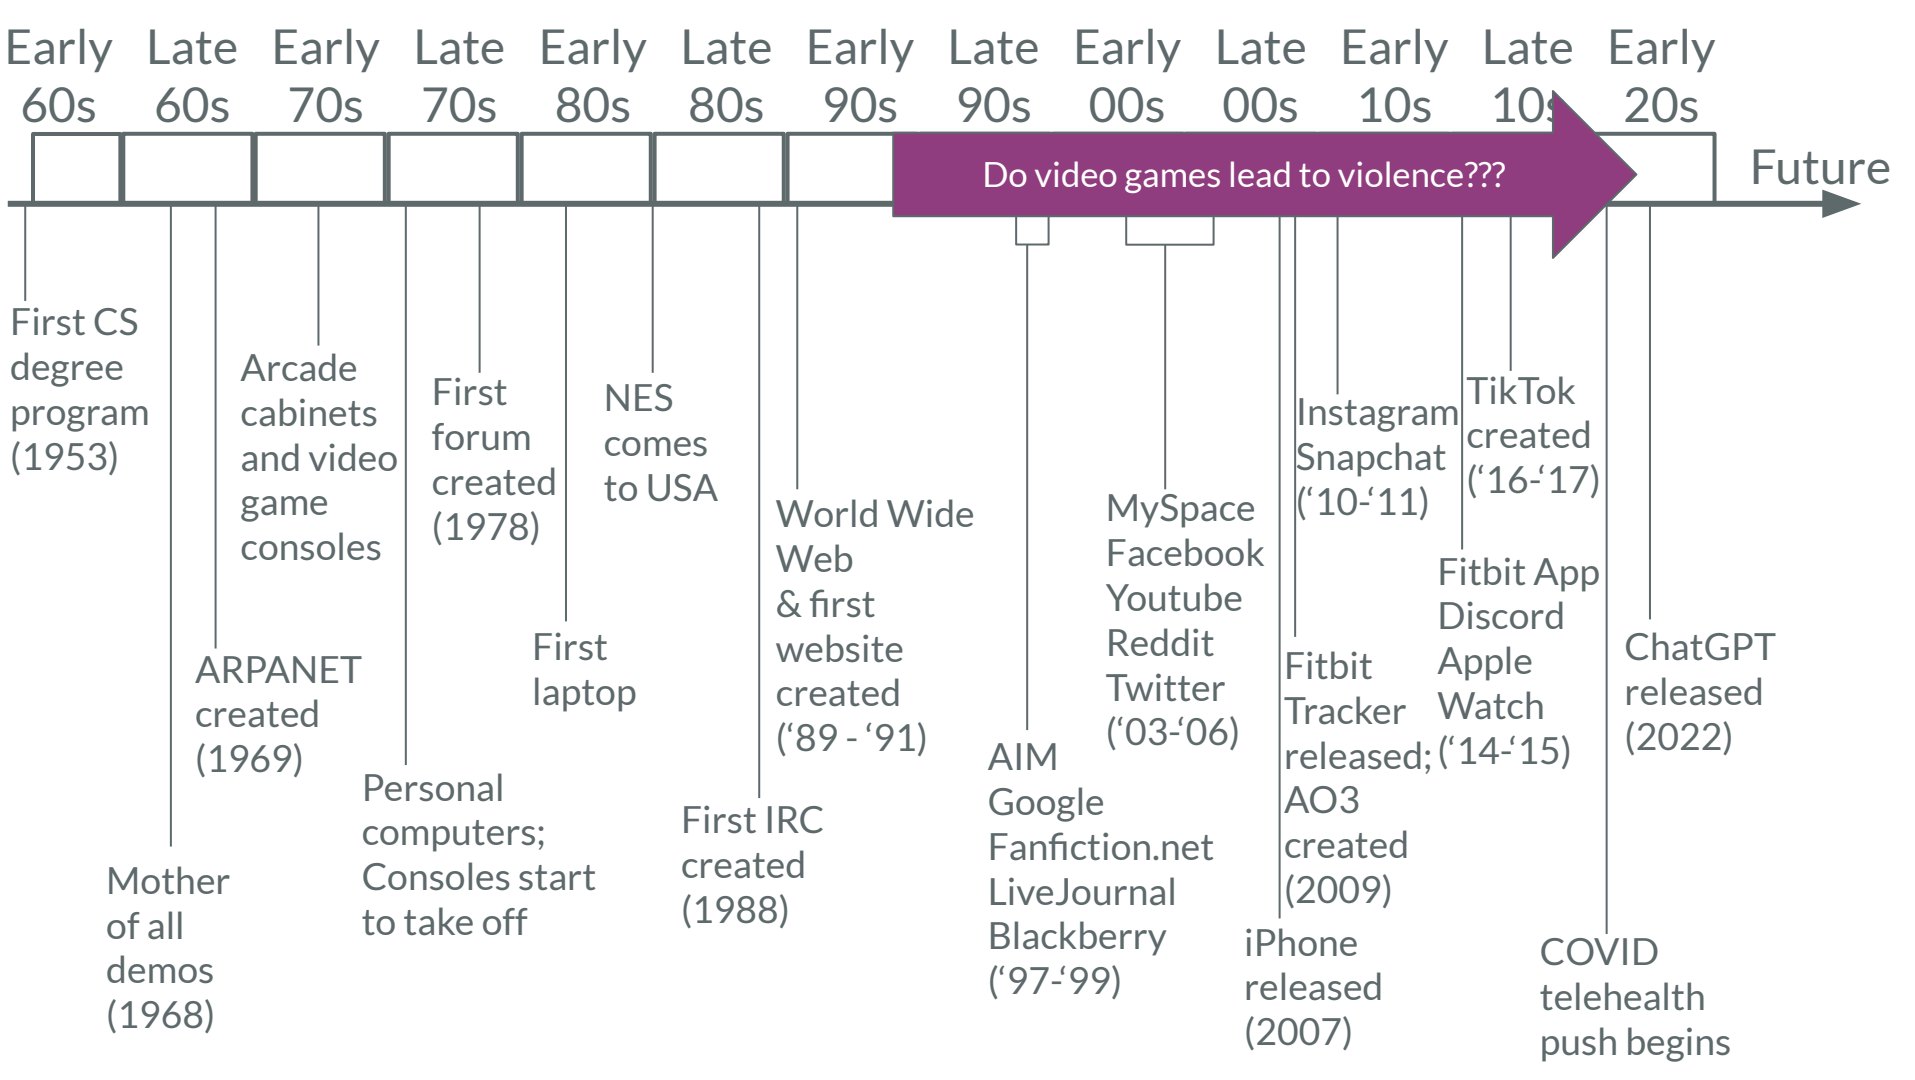 Early Late Early Late Early Late Early Late Early Late Early Late Early
60s 60s 70s 70s 80s 80s 90s 90s 00s 00s 10s 10s 20s
Do video games lead to violence???
Future
First CS
degree
program
(1953)
Mother
of all
demos
(1968)
ARPANET
created
(1969)
Arcade
cabinets
and video
game
consoles
Personal
computers;
Consoles start
to take off
First
forum
created
(1978)
First
laptop
NES
comes
to USA
First IRC
created
(1988)
World Wide
Web
& first
website
created
(‘89 - ‘91)
AIM
Google
Fanfiction.net
LiveJournal
Blackberry
(‘97-‘99)
MySpace
Facebook
Youtube
Reddit
Twitter
(‘03-‘06)
iPhone
released
(2007)
Fitbit
Tracker
released;
AO3
created
(2009)
Instagram
Snapchat
(‘10-‘11)
Fitbit App
Discord
Apple
Watch
(‘14-‘15)
TikTok
created
(‘16-‘17)
COVID
telehealth
push begins
ChatGPT
released
(2022)